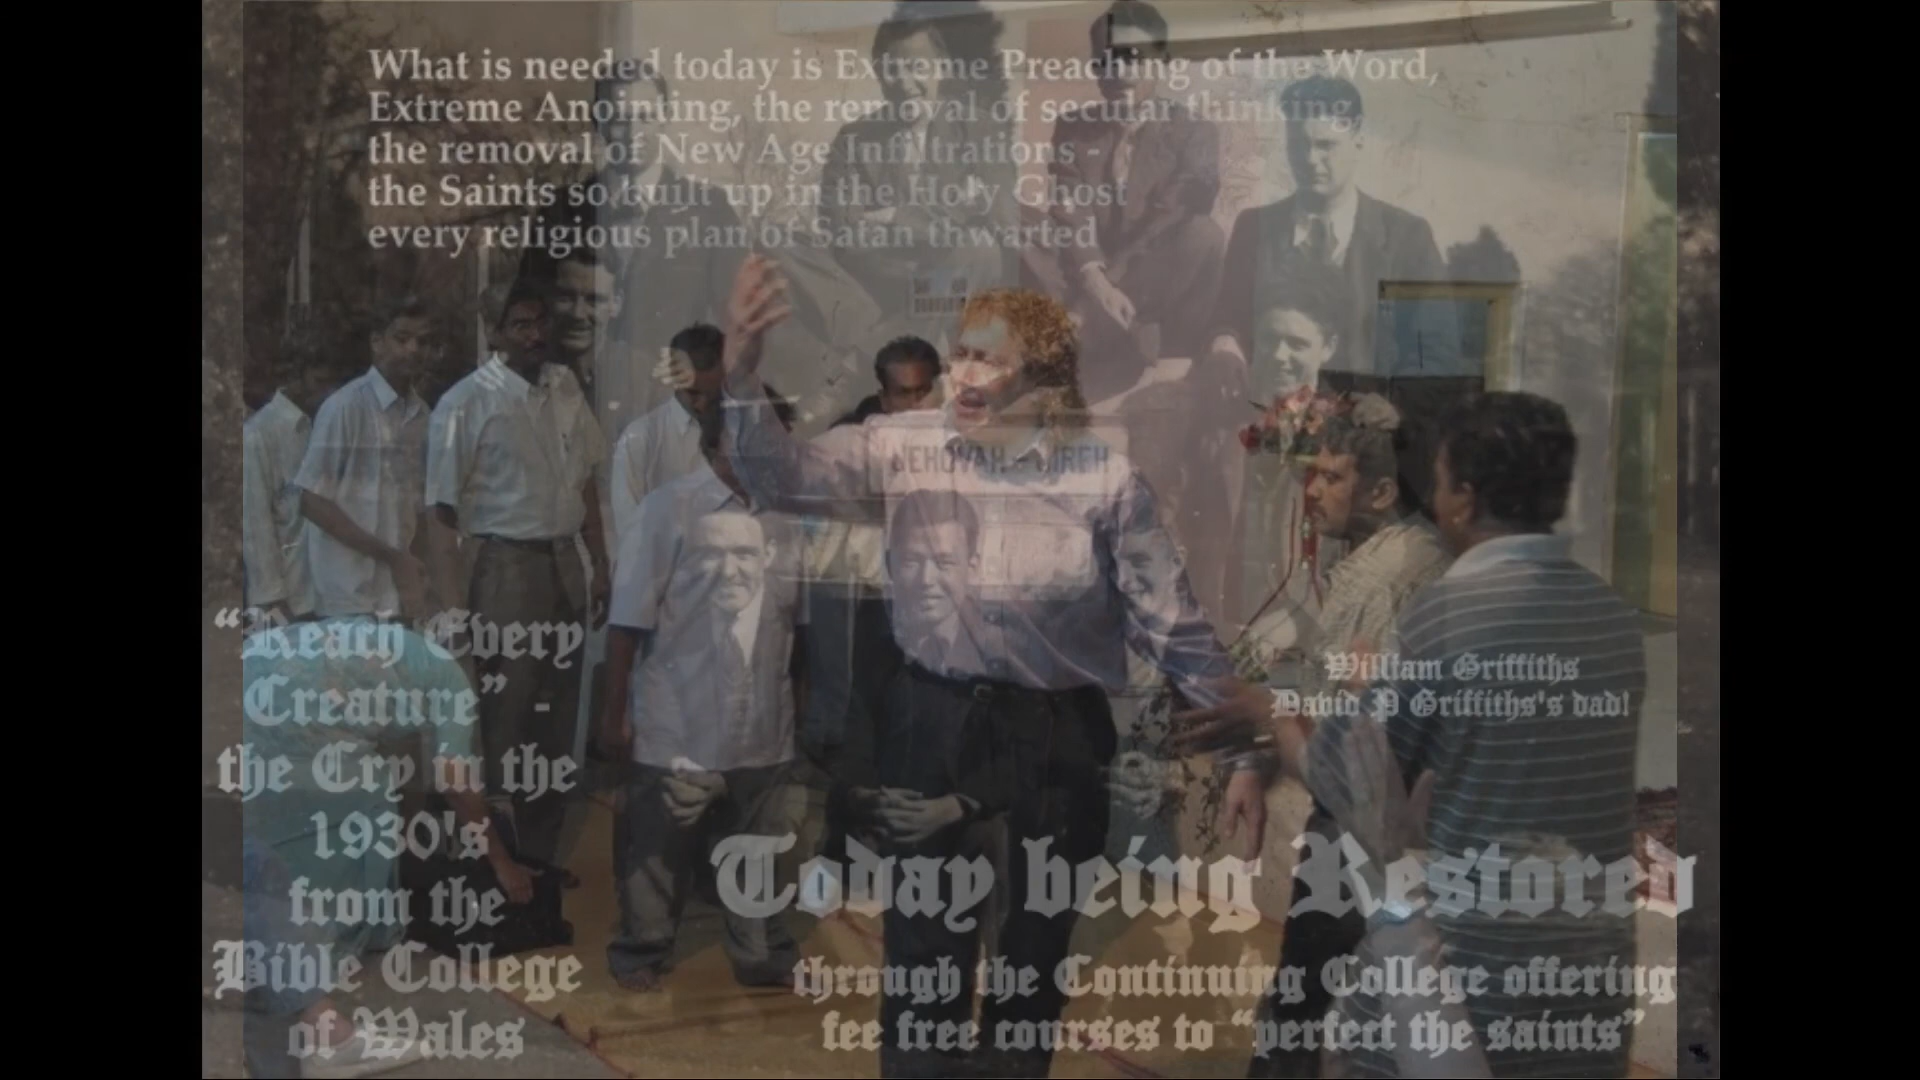 What is needed today is Extreme Preaching of the Word,
Extreme Anointing, the removal of secular thinking,
the removal of New Age Infiltrations -
the Saints so built up in the Holy Ghost
every religious plan of Satan thwarted
JEHOVAH - JIREH
"Reach Every
Creature" -
the Cry in the
1930's
from the
Bible College
of Wales
William Griffiths
David P Griffiths's dad!
Today being Restored
through the Continuing College offering
fee free courses to "perfect the saints"